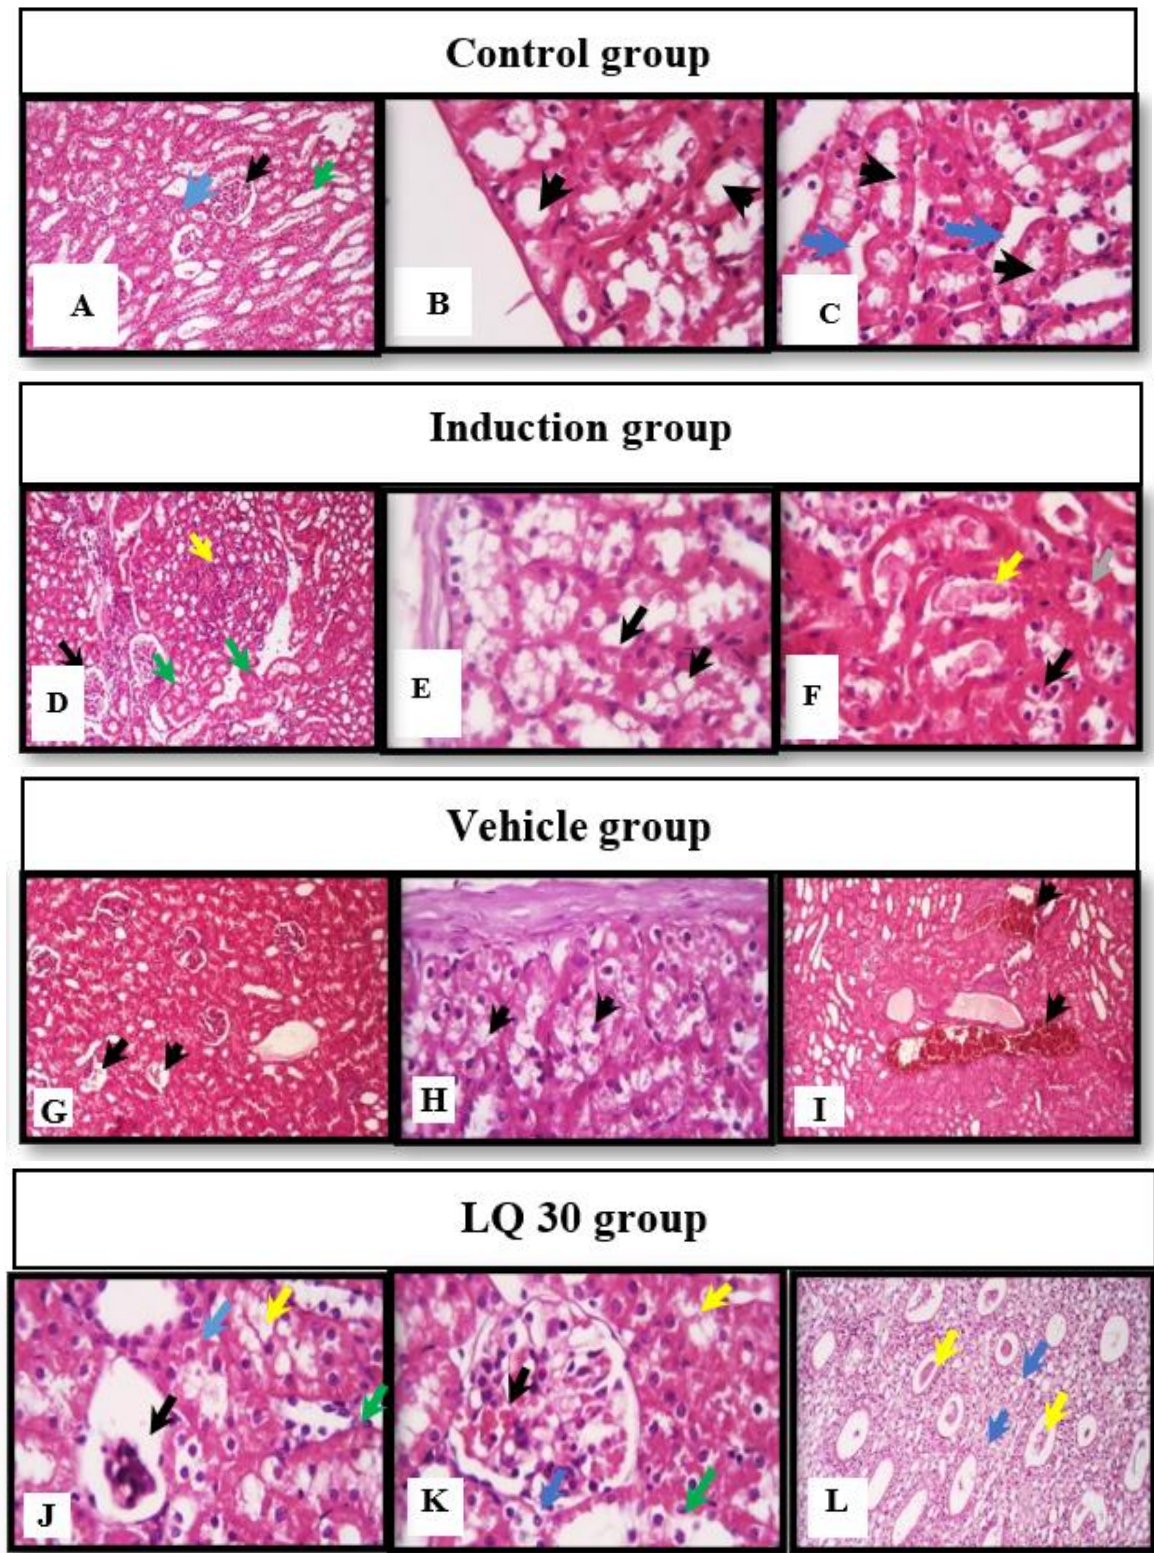 Control group
A
B
C
Induction group
D
E
F
Vehicle group
G
H
I
LQ 30 group
J
K
L